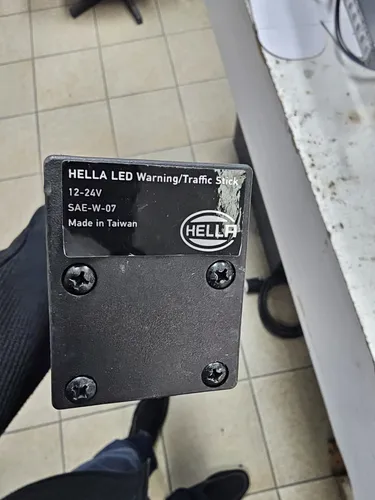 HELLA LED Warning/Traffic Stick
12-24V
SAE-W-07
Made in Taiwan
HELLA